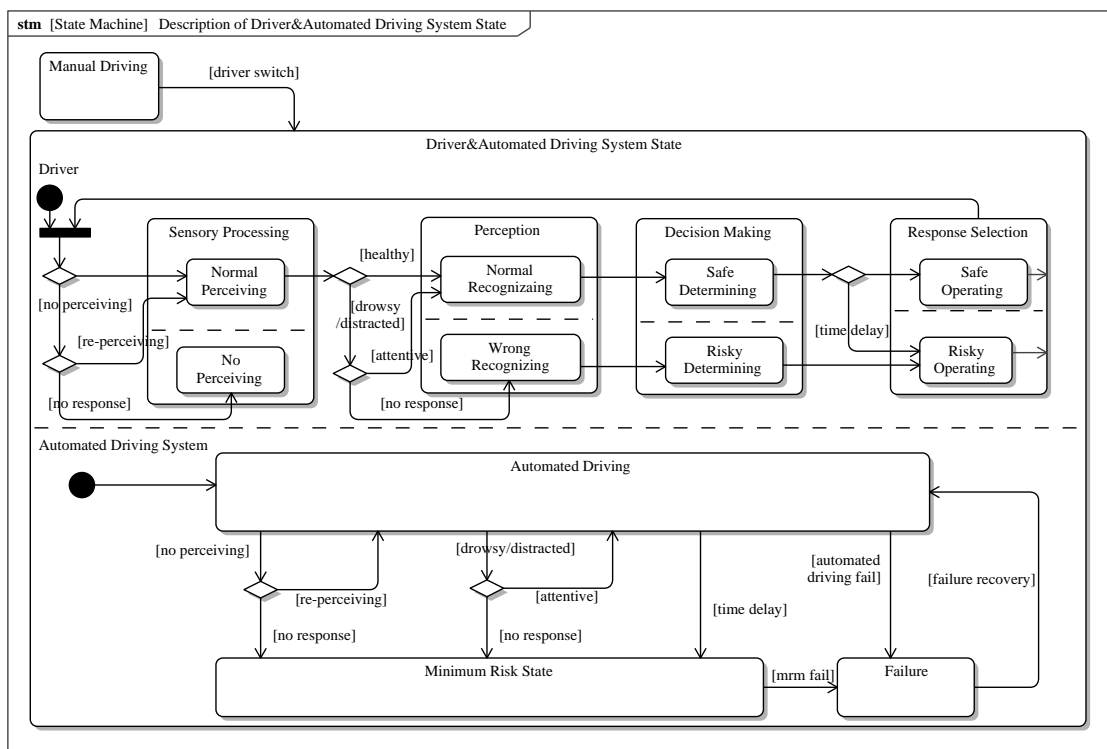 stm [State Machine] Description of Driver&Automated Driving System State
Manual Driving
[driver switch]
Driver&Automated Driving System State
Driver
Sensory Processing
Perception
Decision Making
Response Selection
[healthy]
Normal
Perceiving
Normal
Recognizaing
Safe
Determining
Safe
Operating
[no perceiving]
[drowsy
/distracted]
[time delay]
[re-perceiving]
[attentive]
No
Perceiving
Wrong
Recognizing
Risky
Determining
Risky
Operating
[no response]
[no response]
Automated Driving System
Automated Driving
[no perceiving]
[drowsy/distracted]
[automated
driving fail]
[failure recovery]
[re-perceiving]
[attentive]
[time delay]
[no response]
[no response]
Minimum Risk State
[mrm fail]
Failure